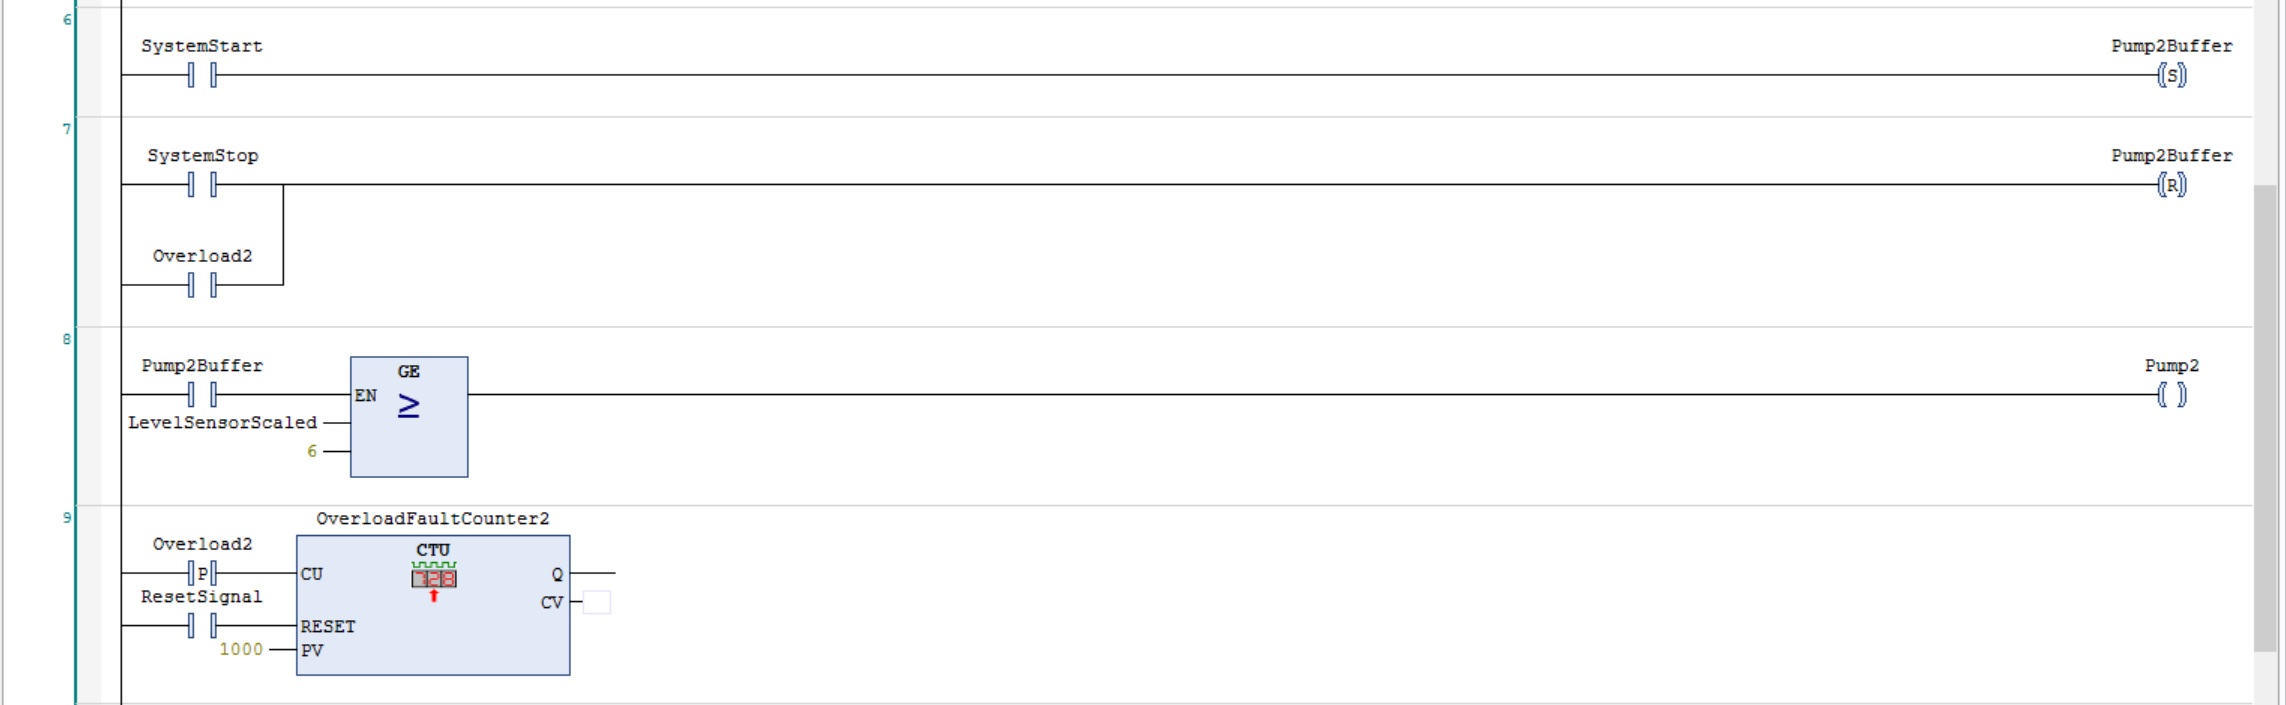 6
SystemStart
Pump2Buffer
S
7
SystemStop
Pump2Buffer
R
Overload2
8
Pump2Buffer
GE
Pump2
EN
≥
LevelSensorScaled
6
9
OverloadFaultCounter2
Overload2
CTU
P
CU
728
Q
ResetSignal
CV
RESET
1000
PV